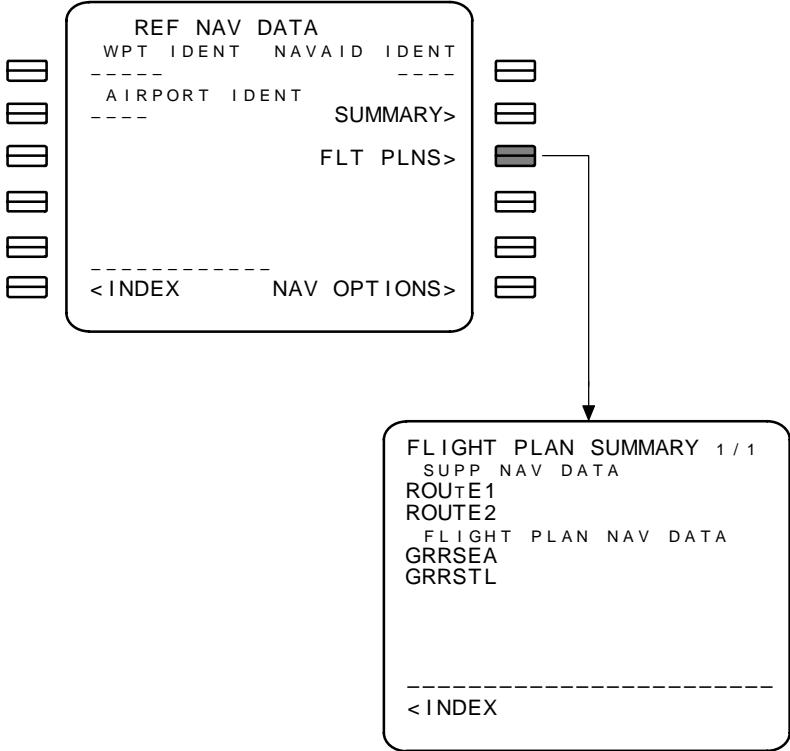 REF NAV DATA
WPT IDENT NAVAID IDENT
----- ----
AIRPORT IDENT
---- SUMMARY>
FLT PLNS>
------------
<INDEX NAV OPTIONS>
FLIGHT PLAN SUMMARY 1/1
SUPP NAV DATA
ROUTE1
ROUTE2
FLIGHT PLAN NAV DATA
GRRSEA
GRRSTL
------------------------
<INDEX